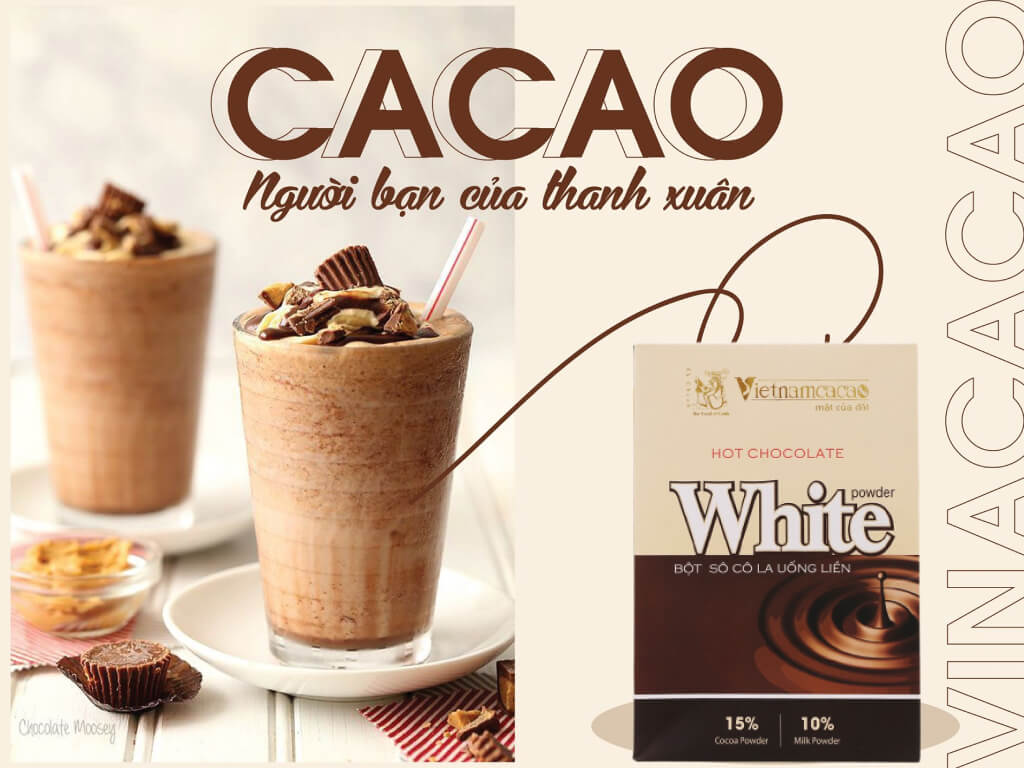 CACAO
Người bạn của thanh xuân
Vietnamcacao
mật của đất
HOT CHOCOLATE
White powder
BỘT SÔ CÔ LA UỐNG LIỀN
15% 10%
Cocoa Powder Milk Powder
VINACACAO
Chocolate Moosey